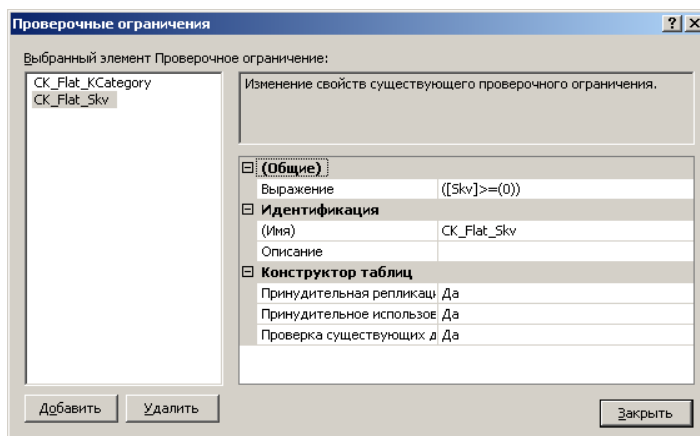 Проверочные ограничения
Выбранный элемент Проверочное ограничение:
CK_Flat_KCategory
CK_Flat_Skv
Изменение свойств существующего проверочного ограничения.
(Общие)
Выражение ([Skv]>=(0))
Идентификация
(Имя) CK_Flat_Skv
Описание
Конструктор таблиц
Принудительная репликаци Да
Принудительное использов Да
Проверка существующих д Да
Добавить Удалить
Закрыть